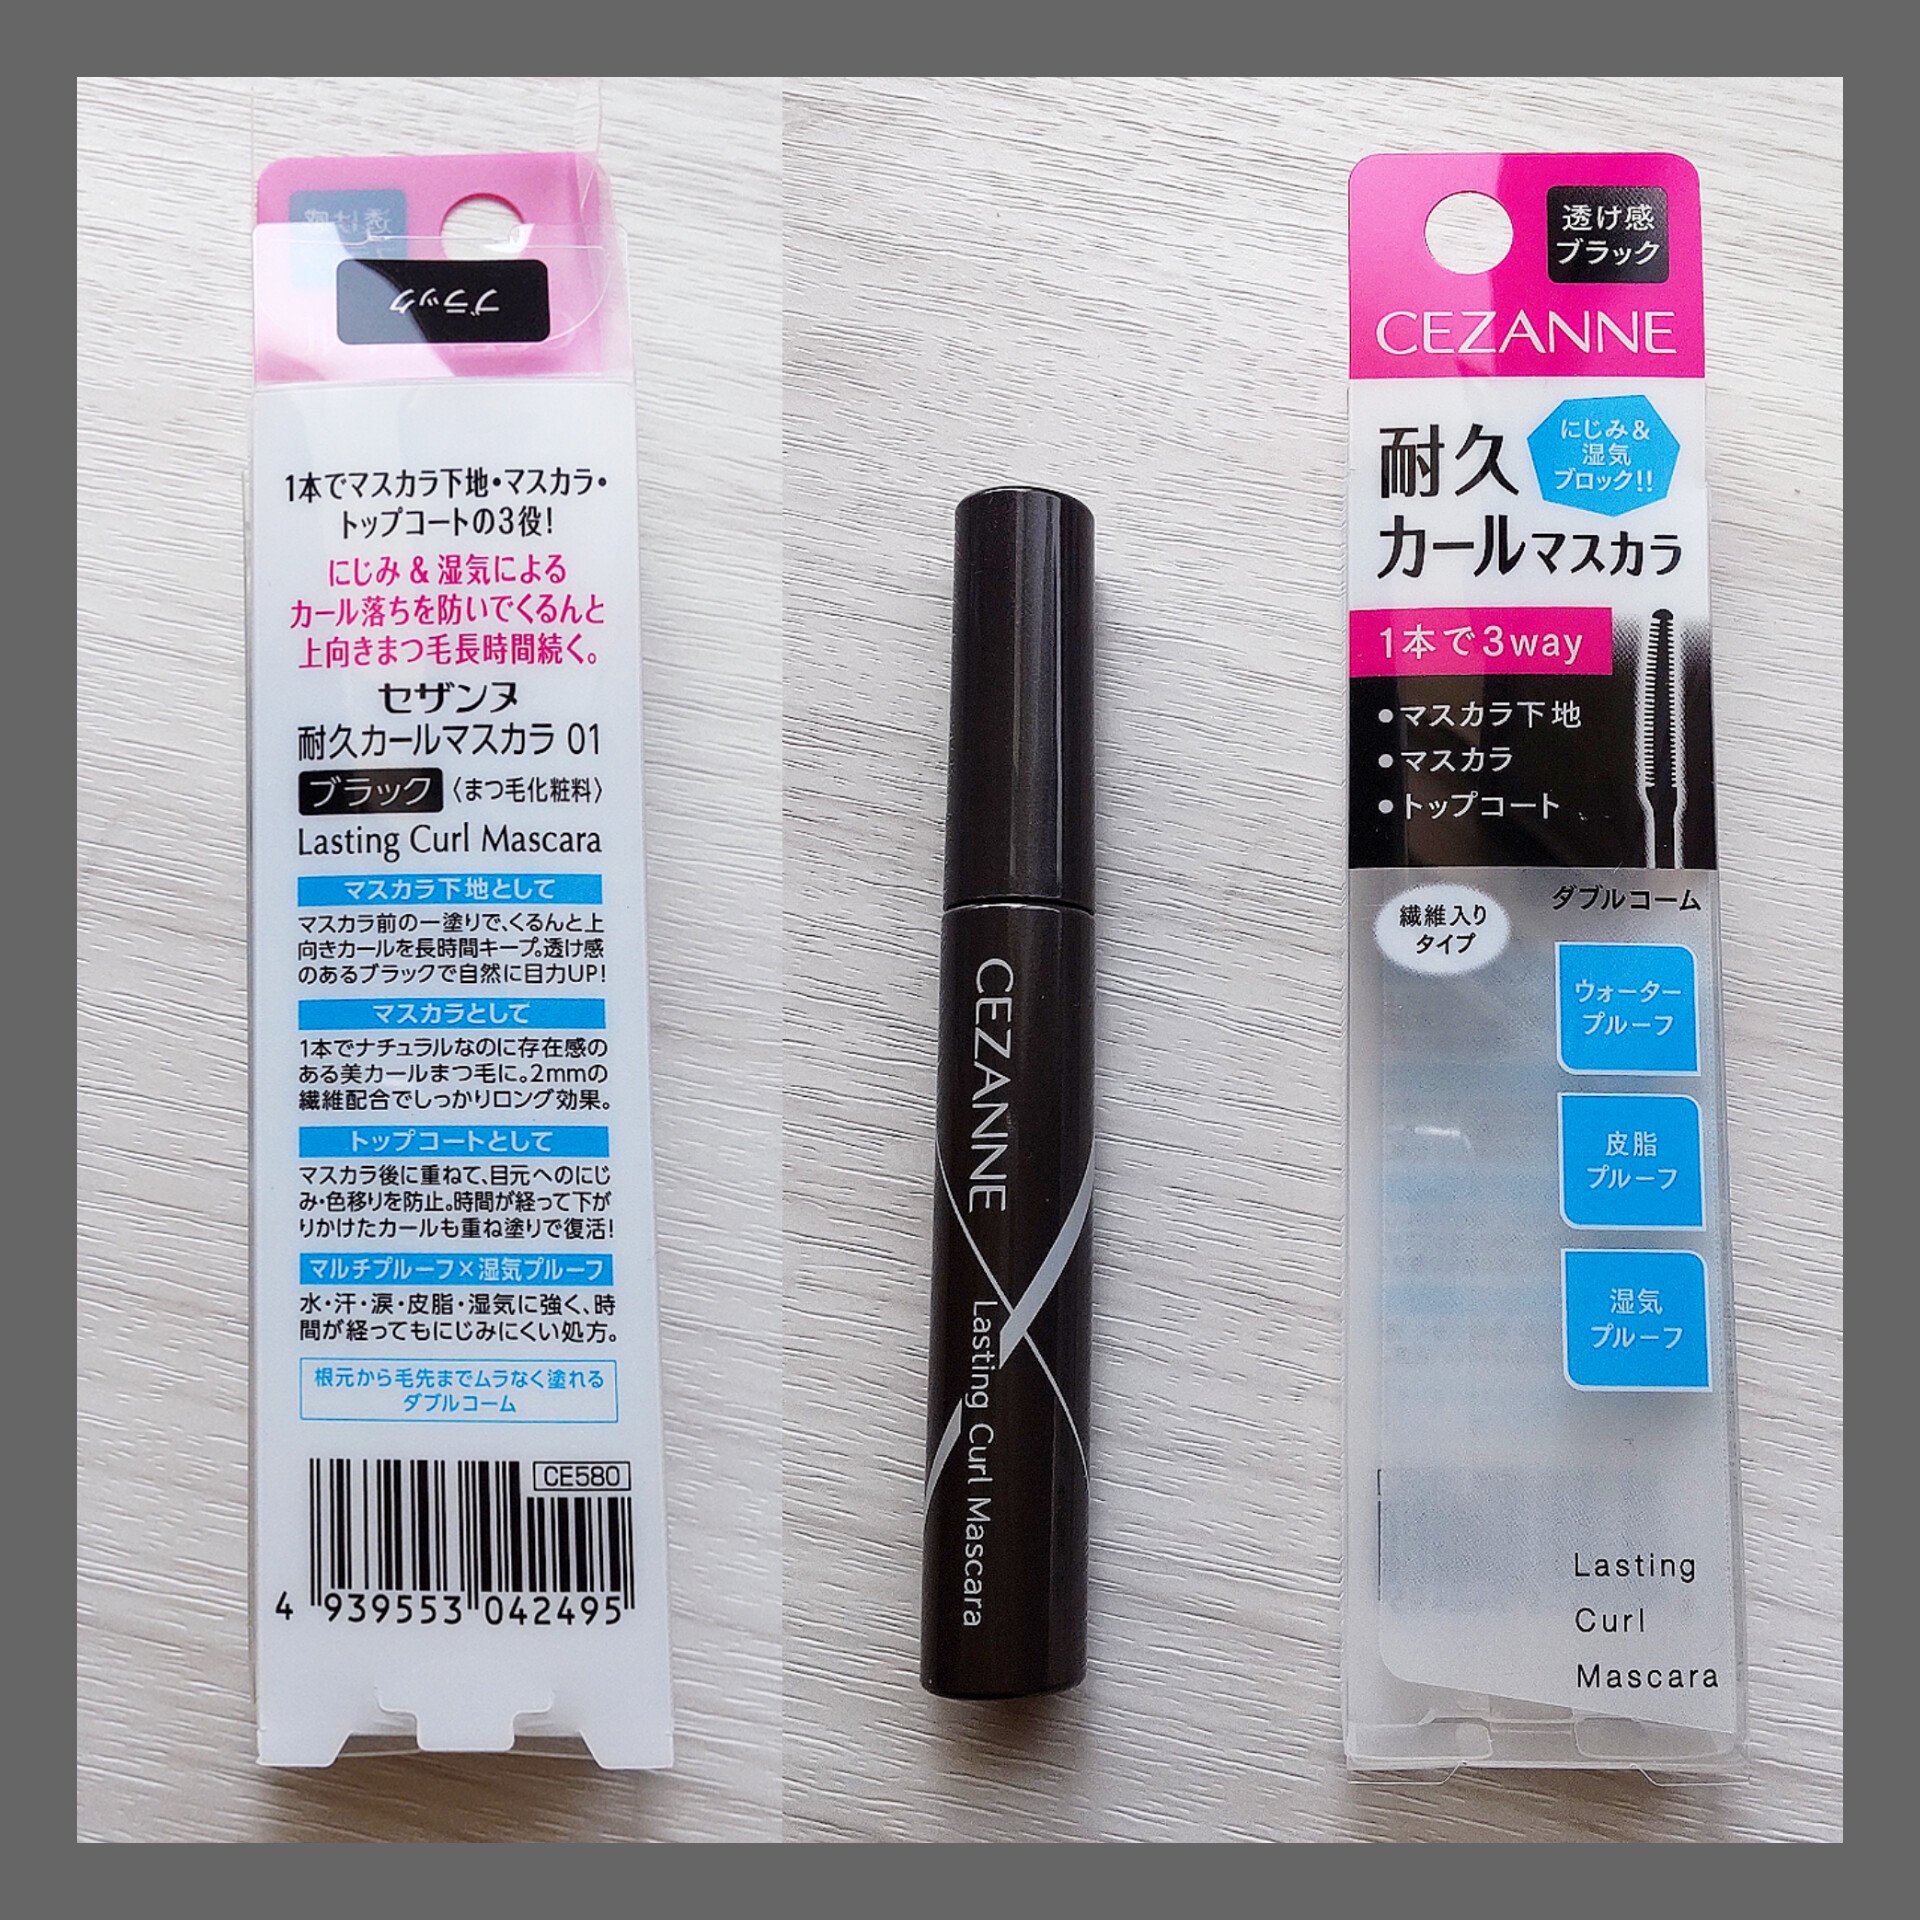 透け感
ブラック
1本でマスカラ下地・マスカラ・
トップコートの3役!
にじみ & 湿気による
カール落ちを防いでくるんと
上向きまつ毛長時間続く。
セザンヌ
耐久カールマスカラ 01
ブラック〈まつ毛化粧料〉
Lasting Curl Mascara
マスカラ下地として
マスカラ前の一塗りで、くるんと上
向きカールを長時間キープ。透け感
のあるブラックで自然に目力UP!
マスカラとして
1本でナチュラルなのに存在感の
ある美カールまつ毛に。2mmの
繊維配合でしっかりロング効果。
トップコートとして
マスカラ後に重ねて、目元へのにじ
み・色移りを防止。時間が経って下が
りかけたカールも重ね塗りで復活!
マルチプルーフ×湿気プルーフ
水・汗・涙・皮脂・湿気に強く、時
間が経ってもにじみにくい処方。
根元から毛先までムラなく塗れる
ダブルコーム
CE580
4 939553 042495
CEZANNE
Lasting Curl Mascara
透け感
ブラック
CEZANNE
耐久
カールマスカラ
にじみ&
湿気
ブロック!!
1本で3way
●マスカラ下地
●マスカラ
●トップコート
ダブルコーム
繊維入り
タイプ
ウォーター
プルーフ
皮脂
プルーフ
湿気
プルーフ
Lasting
Curl
Mascara